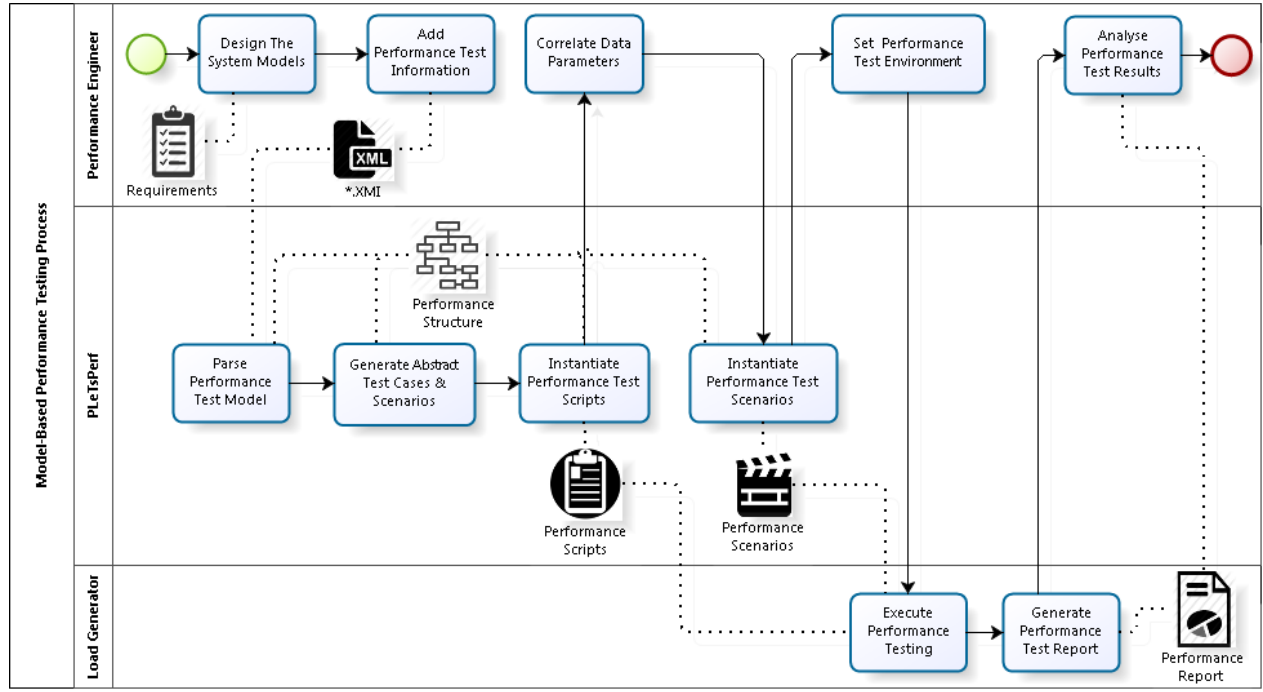 Model-Based Performance Testing Process
Performance Engineer
Design The
System Models
Add
Performance Test
Information
Correlate Data
Parameters
Set Performance
Test Environment
Analyse
Performance
Test Results
Requirements
XML
*.XMI
PLeTsPerf
Performance
Structure
Parse
Performance
Test Model
Generate Abstract
Test Cases &
Scenarios
Instantiate
Performance Test
Scripts
Instantiate
Performance Test
Scenarios
Performance
Scripts
Performance
Scenarios
Load Generator
Execute
Performance
Testing
Generate
Performance
Test Report
Performance
Report